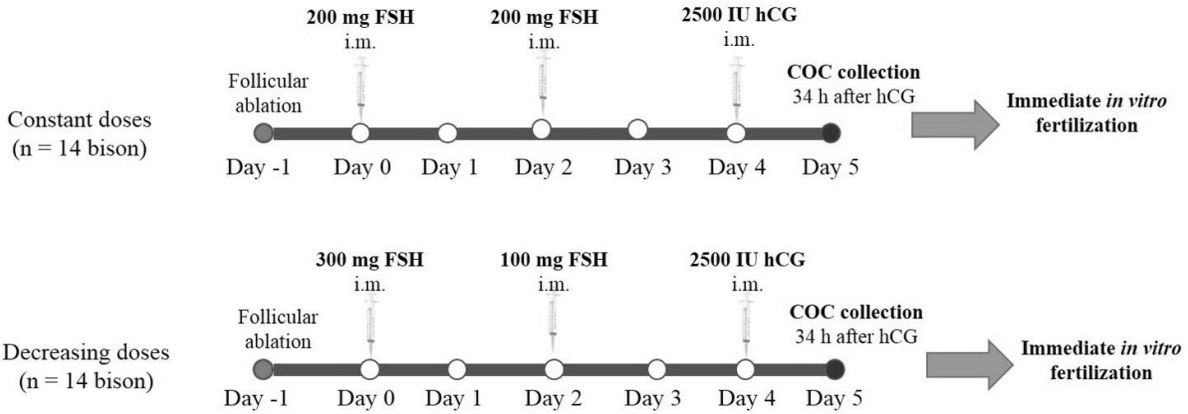 200 mg FSH
i.m.
200 mg FSH
i.m.
2500 IU hCG
i.m.
Follicular
ablation
COC collection
34 h after hCG
Immediate in vitro
fertilization
Constant doses
(n = 14 bison)
Day -1 Day 0 Day 1 Day 2 Day 3 Day 4 Day 5
300 mg FSH
i.m.
100 mg FSH
i.m.
2500 IU hCG
i.m.
Follicular
ablation
COC collection
34 h after hCG
Immediate in vitro
fertilization
Decreasing doses
(n = 14 bison)
Day -1 Day 0 Day 1 Day 2 Day 3 Day 4 Day 5